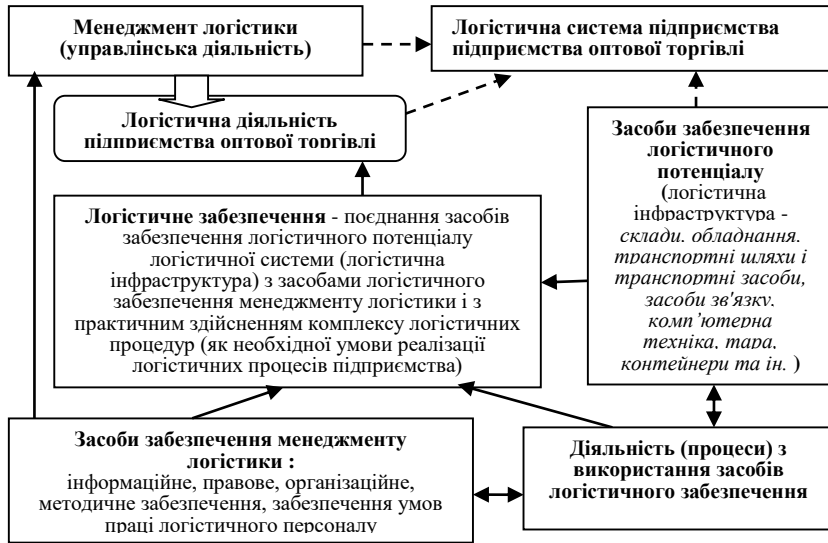 Менеджмент логістики
(управлінська діяльність)
Логістична система підприємства
підприємства оптової торгівлі
Логістична діяльність
підприємства оптової торгівлі
Засоби забезпечення
логістичного
потенціалу
(логістична
інфраструктура -
склади, обладнання,
транспортні шляхи і
транспортні засоби,
засоби зв'язку,
комп’ютерна
техніка, тара,
контейнери та ін. )
Логістичне забезпечення - поєднання засобів
забезпечення логістичного потенціалу
логістичної системи (логістична
інфраструктура) з засобами логістичного
забезпечення менеджменту логістики і з
практичним здійсненням комплексу логістичних
процедур (як необхідної умови реалізації
логістичних процесів підприємства)
Засоби забезпечення менеджменту
логістики :
інформаційне, правове, організаційне,
методичне забезпечення, забезпечення умов
праці логістичного персоналу
Діяльність (процеси) з
використання засобів
логістичного забезпечення